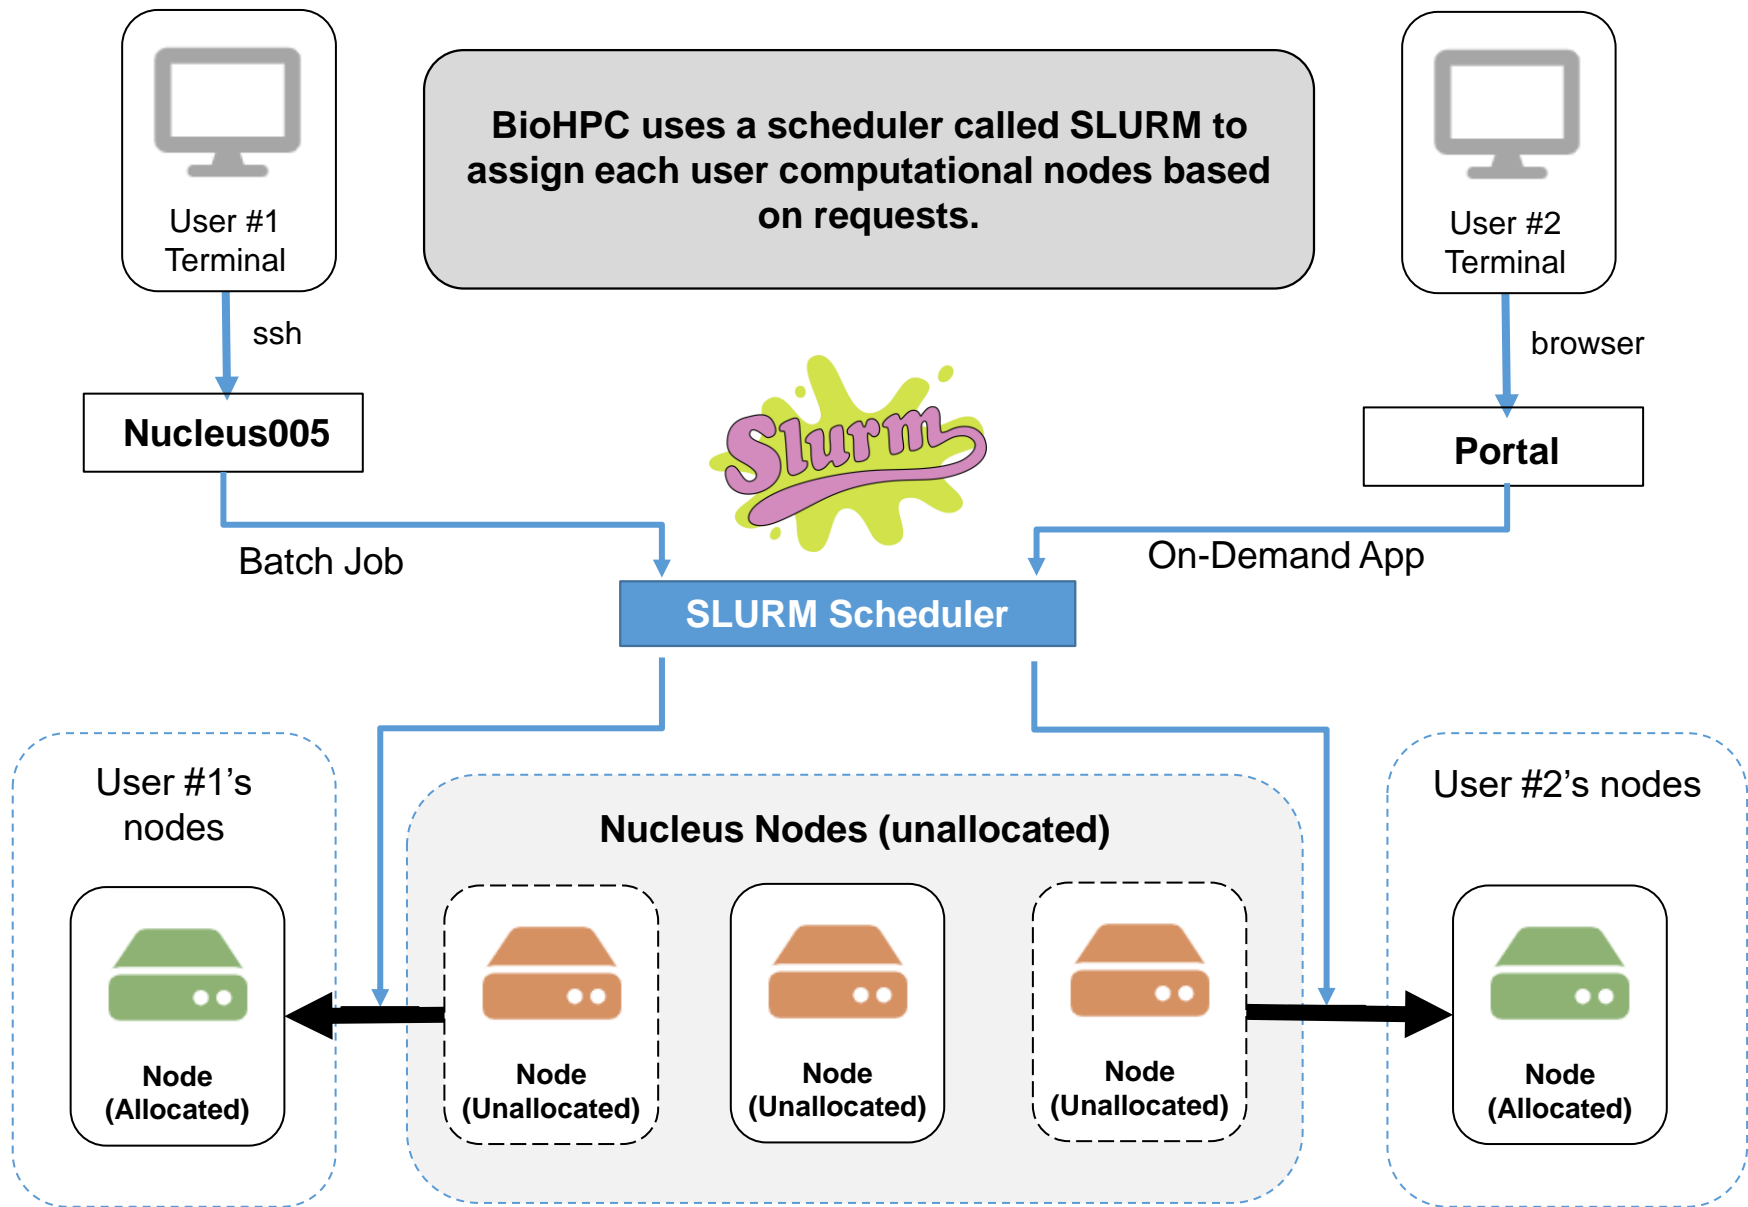 User #1
Terminal
BioHPC uses a scheduler called SLURM to
assign each user computational nodes based
on requests.
User #2
Terminal
ssh
browser
Nucleus005
Slurm
Portal
Batch Job
On-Demand App
SLURM Scheduler
User #1’s
nodes
Nucleus Nodes (unallocated)
User #2’s nodes
Node
(Allocated)
Node
(Unallocated)
Node
(Unallocated)
Node
(Unallocated)
Node
(Allocated)